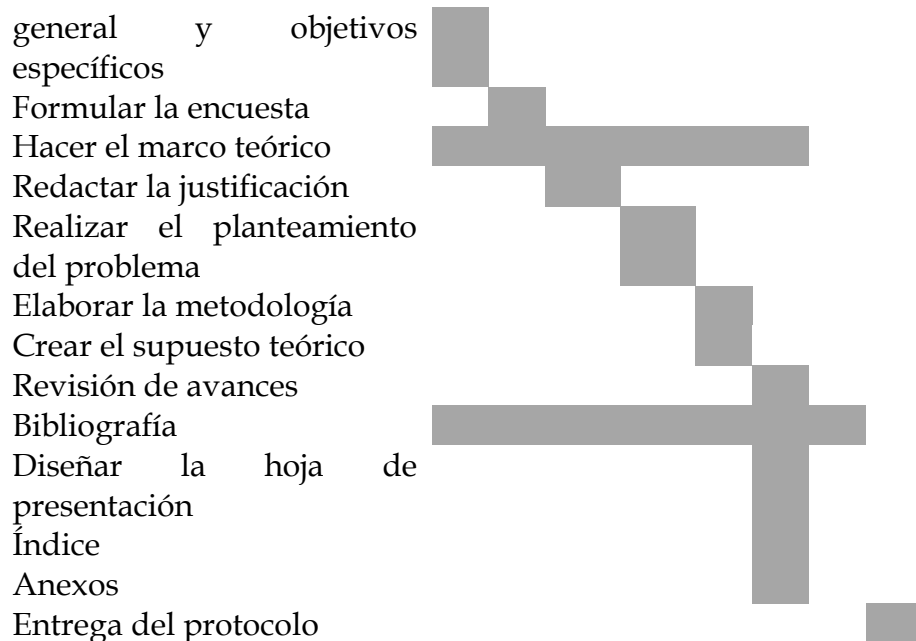 general y objetivos
específicos
Formular la encuesta
Hacer el marco teórico
Redactar la justificación
Realizar el planteamiento
del problema
Elaborar la metodología
Crear el supuesto teórico
Revisión de avances
Bibliografía
Diseñar la hoja de
presentación
Índice
Anexos
Entrega del protocolo